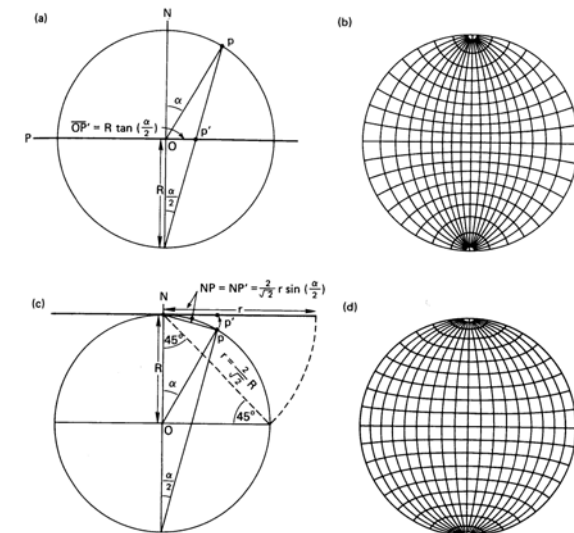 (a)
N
p
α
OP' = R tan (α/2)
P
O
p'
R
α/2
(b)
(c)
N
NP = NP' = 2/√2 r sin (α/2)
r
p'
p
45°
R
α
r = 2/√2 R
45°
O
α/2
(d)